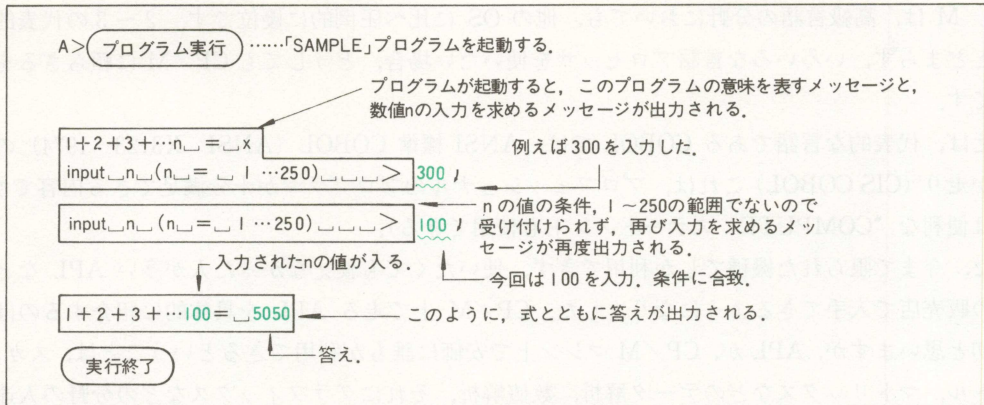 A> プログラム実行 ……「SAMPLE」プログラムを起動する.
プログラムが起動すると, このプログラムの意味を表すメッセージと,
数値nの入力を求めるメッセージが出力される.
1+2+3+…n␣=␣x
input␣n␣(n␣=␣1…250)␣␣␣> 300 ↲
例えば300を入力した.
nの値の条件, 1~250の範囲でないので
受け付けられず, 再び入力を求めるメッ
セージが再度出力される.
input␣n␣(n␣=␣1…250)␣␣␣> 100 ↲
入力されたnの値が入る.
今回は100を入力. 条件に合致.
1+2+3+…100=␣␣5050
このように, 式とともに答えが出力される.
実行終了
答え.